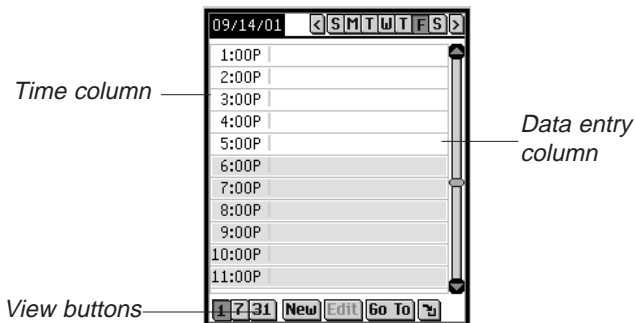 09/14/01 < S M T W T F S >
1:00P
2:00P
Time column
3:00P
4:00P
5:00P
Data entry
column
6:00P
7:00P
8:00P
9:00P
10:00P
11:00P
View buttons
1 7 31 New Edit Go To